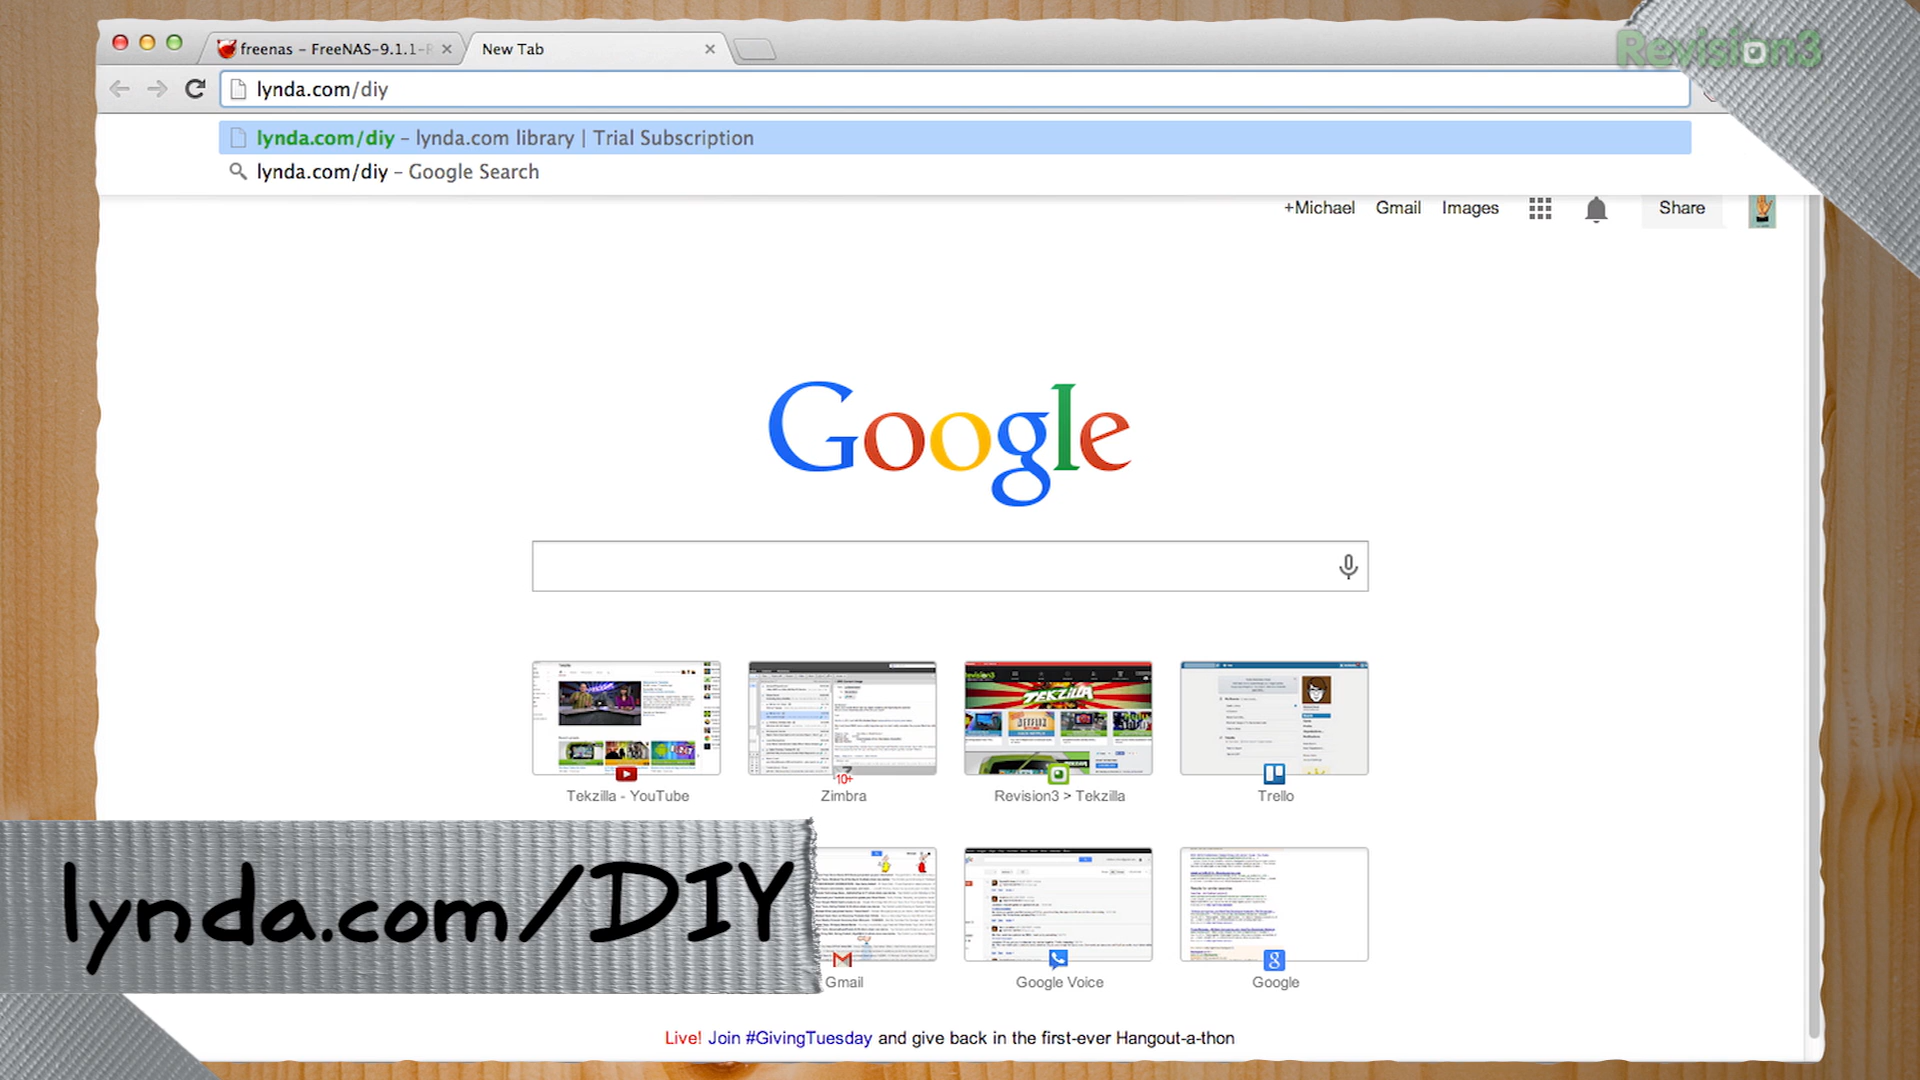 Revision3
freenas - FreeNAS-9.1.1-R
New Tab
lynda.com/diy
lynda.com/diy - lynda.com library | Trial Subscription
lynda.com/diy - Google Search
+Michael Gmail Images Share
Google
TEKZILLA
Tekzilla - YouTube
10+
Zimbra
Revision3 > Tekzilla
Trello
lynda.com/DIY
Gmail
Google Voice
Google
Live! Join #GivingTuesday and give back in the first-ever Hangout-a-thon